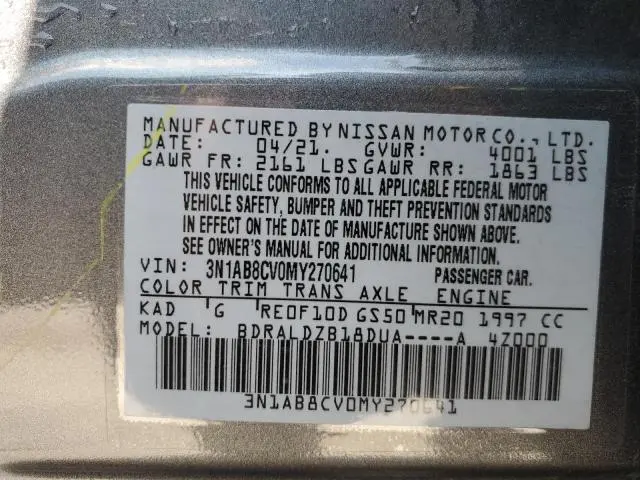 MANUFACTURED BY NISSAN MOTOR CO., LTD.
DATE: 04/21. GVWR: 4001 LBS
GAWR FR: 2161 LBS GAWR RR: 1863 LBS
THIS VEHICLE CONFORMS TO ALL APPLICABLE FEDERAL MOTOR
VEHICLE SAFETY, BUMPER AND THEFT PREVENTION STANDARDS
IN EFFECT ON THE DATE OF MANUFACTURE SHOWN ABOVE.
SEE OWNER'S MANUAL FOR ADDITIONAL INFORMATION.
VIN: 3N1AB8CV0MY270641 PASSENGER CAR.
COLOR TRIM TRANS AXLE ENGINE
KAD G RE0F10D GS50 MR20 1997 CC
MODEL: BDRALDZB18DUA----A 4Z000
3N1AB8CV0MY270641